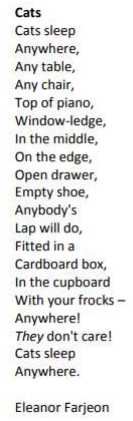 Cats
Cats sleep
Anywhere,
Any table,
Any chair,
Top of piano,
Window-ledge,
In the middle,
On the edge,
Open drawer,
Empty shoe,
Anybody's
Lap will do,
Fitted in a
Cardboard box,
In the cupboard
With your frocks –
Anywhere!
They don't care!
Cats sleep
Anywhere.
Eleanor Farjeon